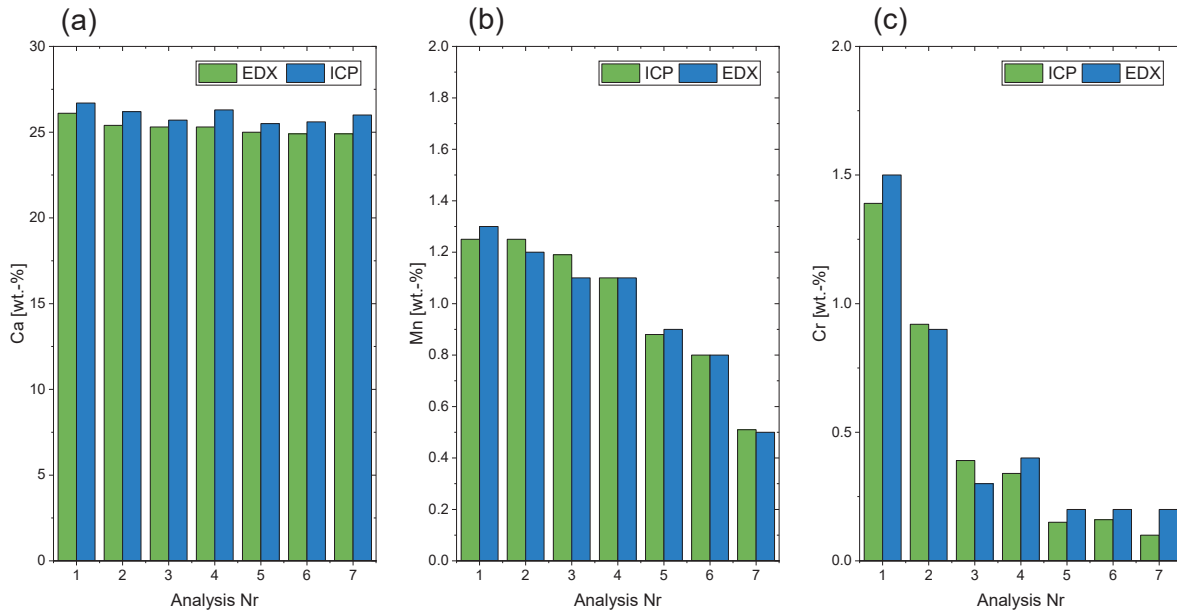 (a)
EDX ICP
30
25
20
15
10
5
0
Ca [wt.-%]
1 2 3 4 5 6 7
Analysis Nr
(b)
ICP EDX
2.0
1.8
1.6
1.4
1.2
1.0
0.8
0.6
0.4
0.2
0.0
Mn [wt.-%]
1 2 3 4 5 6 7
Analysis Nr
(c)
ICP EDX
2.0
1.5
1.0
0.5
0.0
Cr [wt.-%]
1 2 3 4 5 6 7
Analysis Nr